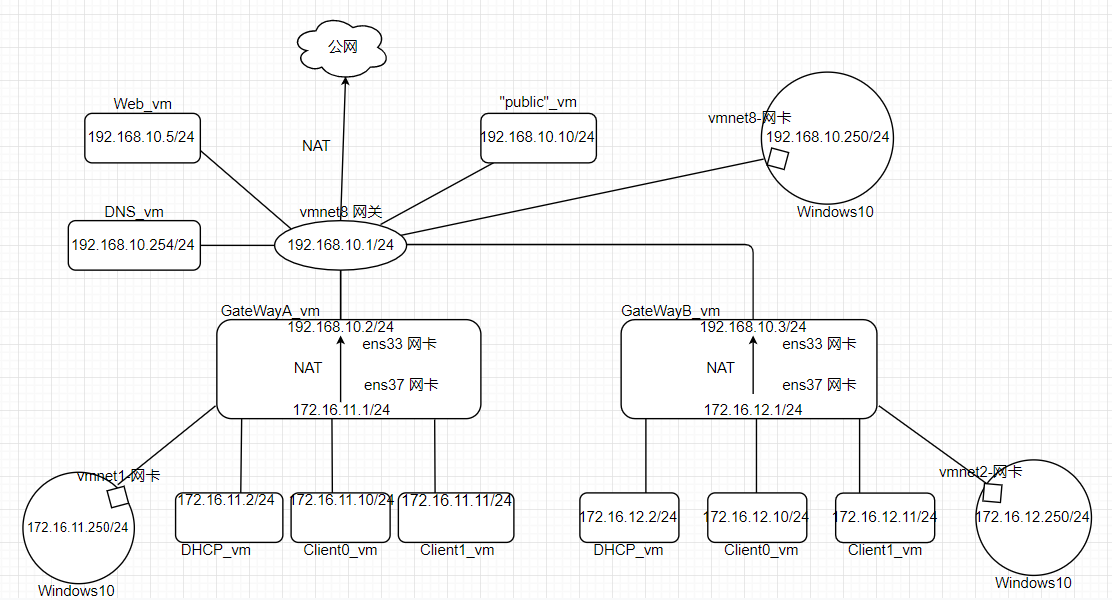 公网
Web_vm
192.168.10.5/24
NAT
"public"_vm
192.168.10.10/24
vmnet8-网卡
192.168.10.250/24
Windows10
DNS_vm
192.168.10.254/24
vmnet8 网关
192.168.10.1/24
GateWayA_vm
192.168.10.2/24
ens33 网卡
NAT
ens37 网卡
172.16.11.1/24
GateWayB_vm
192.168.10.3/24
ens33 网卡
NAT
ens37 网卡
172.16.12.1/24
vmnet1-网卡
172.16.11.250/24
Windows10
172.16.11.2/24
DHCP_vm
172.16.11.10/24
Client0_vm
172.16.11.11/24
Client1_vm
172.16.12.2/24
DHCP_vm
172.16.12.10/24
Client0_vm
172.16.12.11/24
Client1_vm
vmnet2-网卡
172.16.12.250/24
Windows10